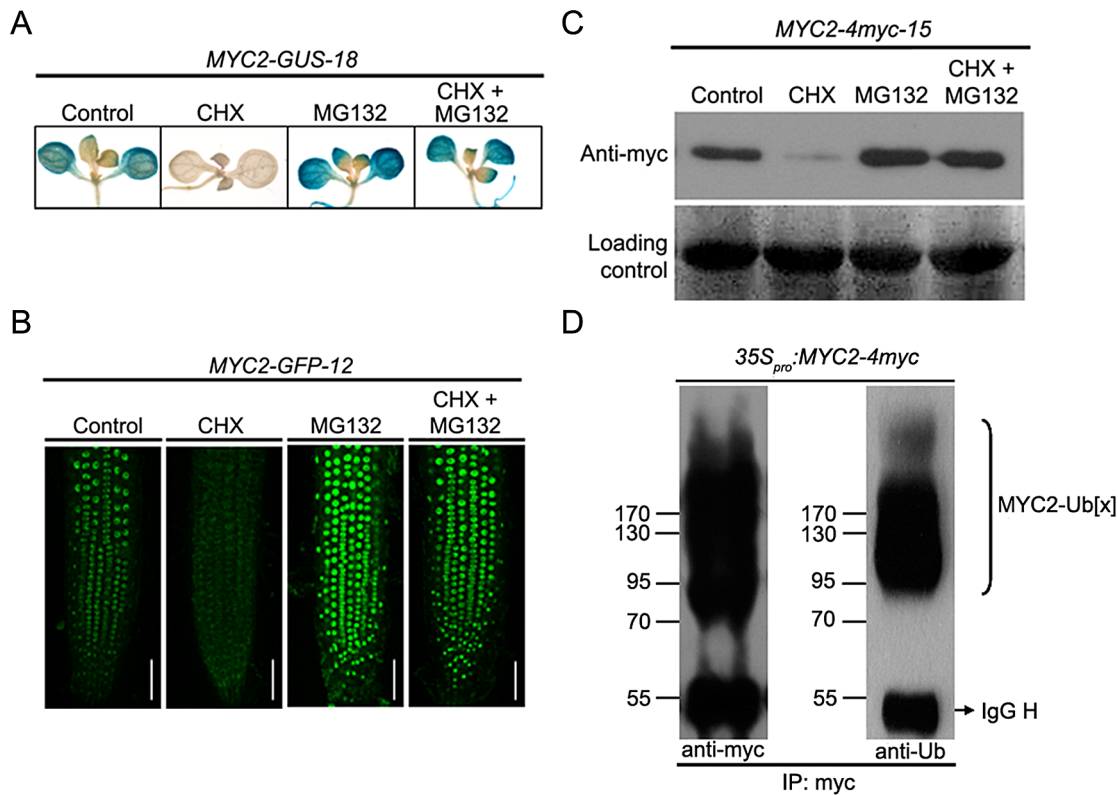 A
MYC2-GUS-18
Control CHX MG132 CHX +
MG132
B
MYC2-GFP-12
Control CHX MG132 CHX +
MG132
C
MYC2-4myc-15
Control CHX MG132 CHX +
MG132
Anti-myc
Loading
control
D
35Spro:MYC2-4myc
170 170
130 130
95 95
70 70
55 55
MYC2-Ub[x]
IgG H
anti-myc anti-Ub
IP: myc